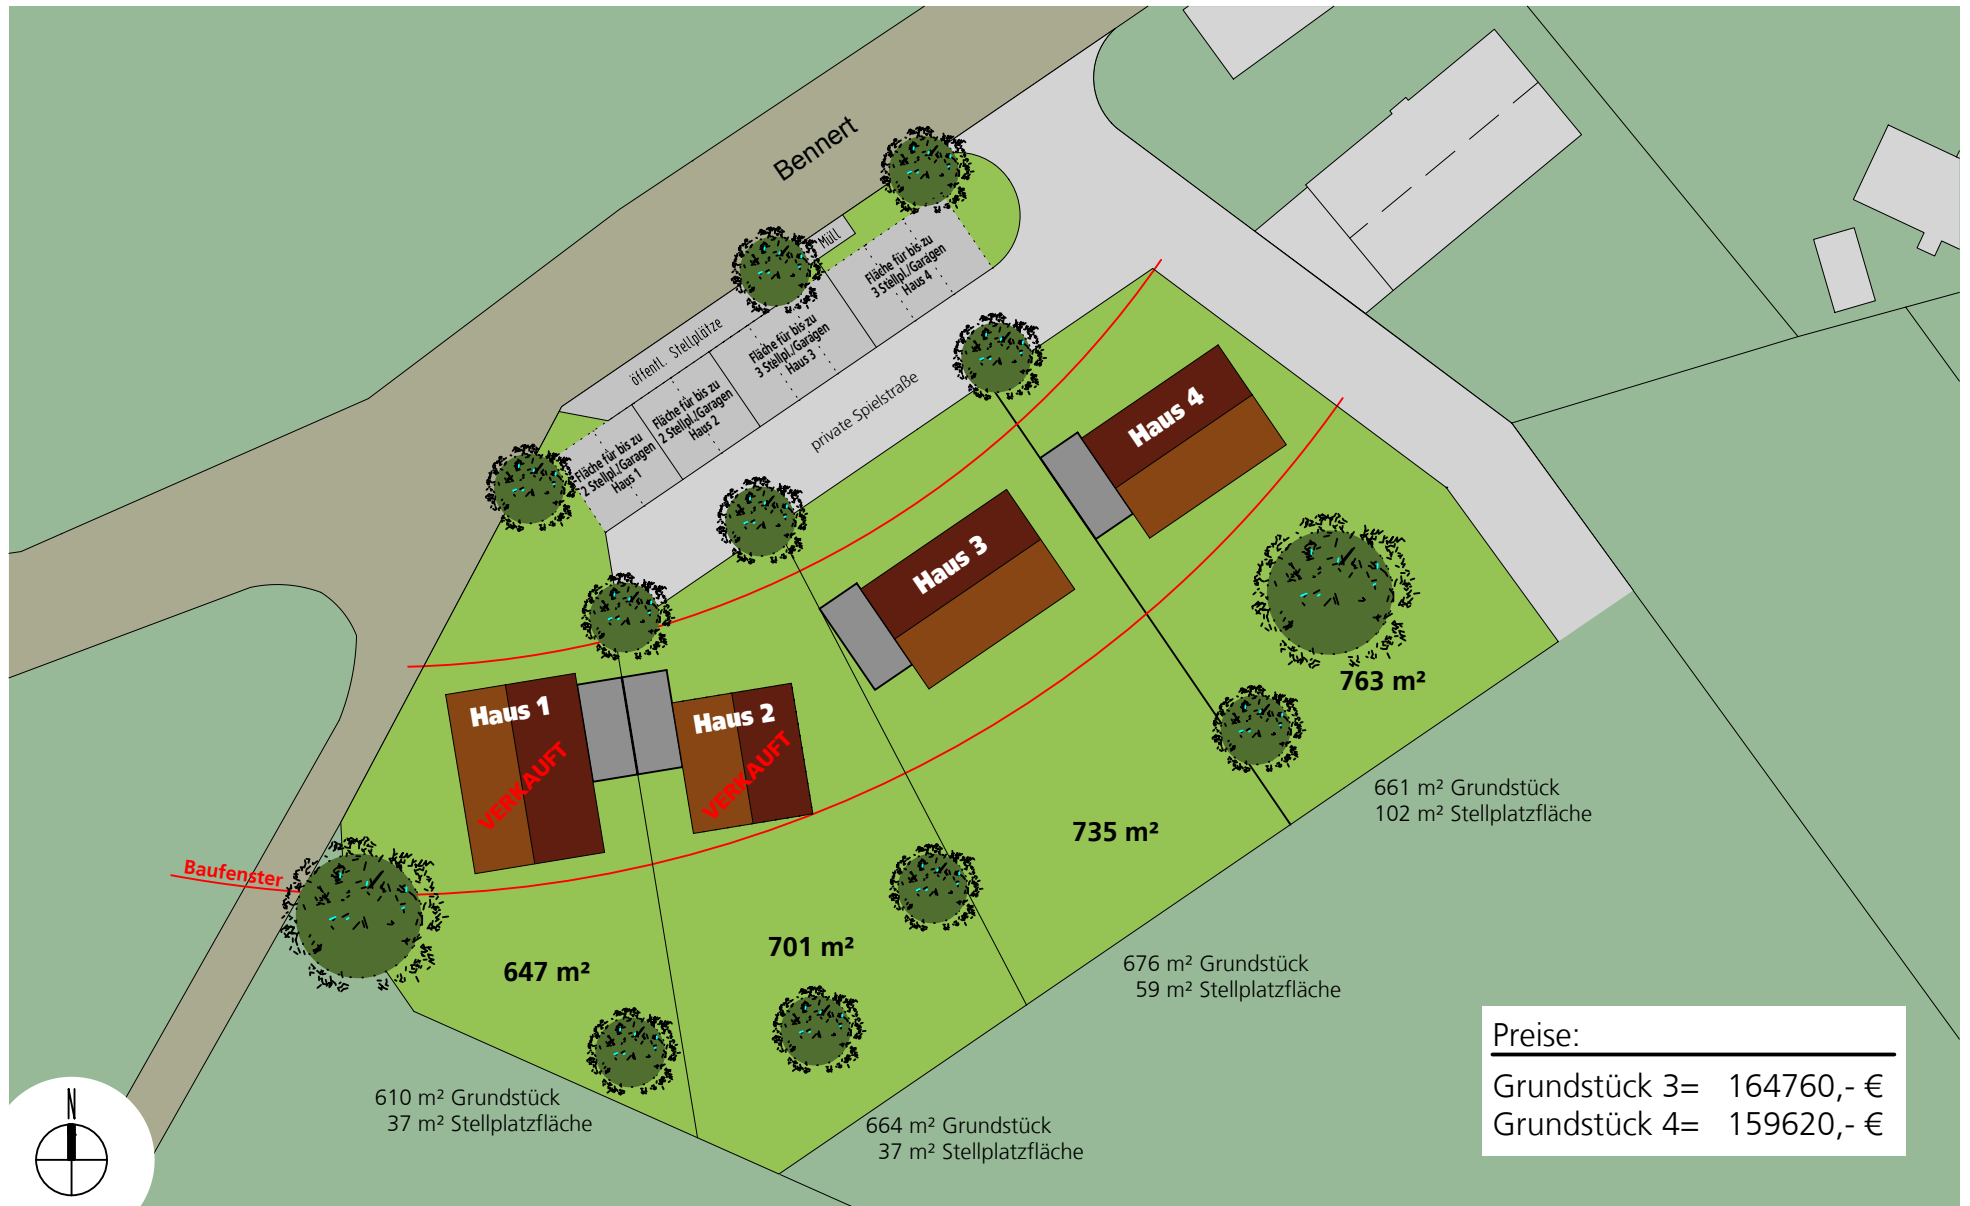 Bennert
Müll
öffentl. Stellplätze
Fläche für bis zu
3 Stellpl./Garagen
Haus 4
Fläche für bis zu
3 Stellpl./Garagen
Haus 3
Fläche für bis zu
2 Stellpl./Garagen
Haus 2
Fläche für bis zu
2 Stellpl./Garagen
Haus 1
private Spielstraße
Haus 4
Haus 3
Haus 1
VERKAUFT
Haus 2
VERKAUFT
763 m²
661 m² Grundstück
102 m² Stellplatzfläche
735 m²
Baufenster
701 m²
647 m²
676 m² Grundstück
59 m² Stellplatzfläche
610 m² Grundstück
37 m² Stellplatzfläche
664 m² Grundstück
37 m² Stellplatzfläche
N
Preise:
Grundstück 3= 164760,- €
Grundstück 4= 159620,- €